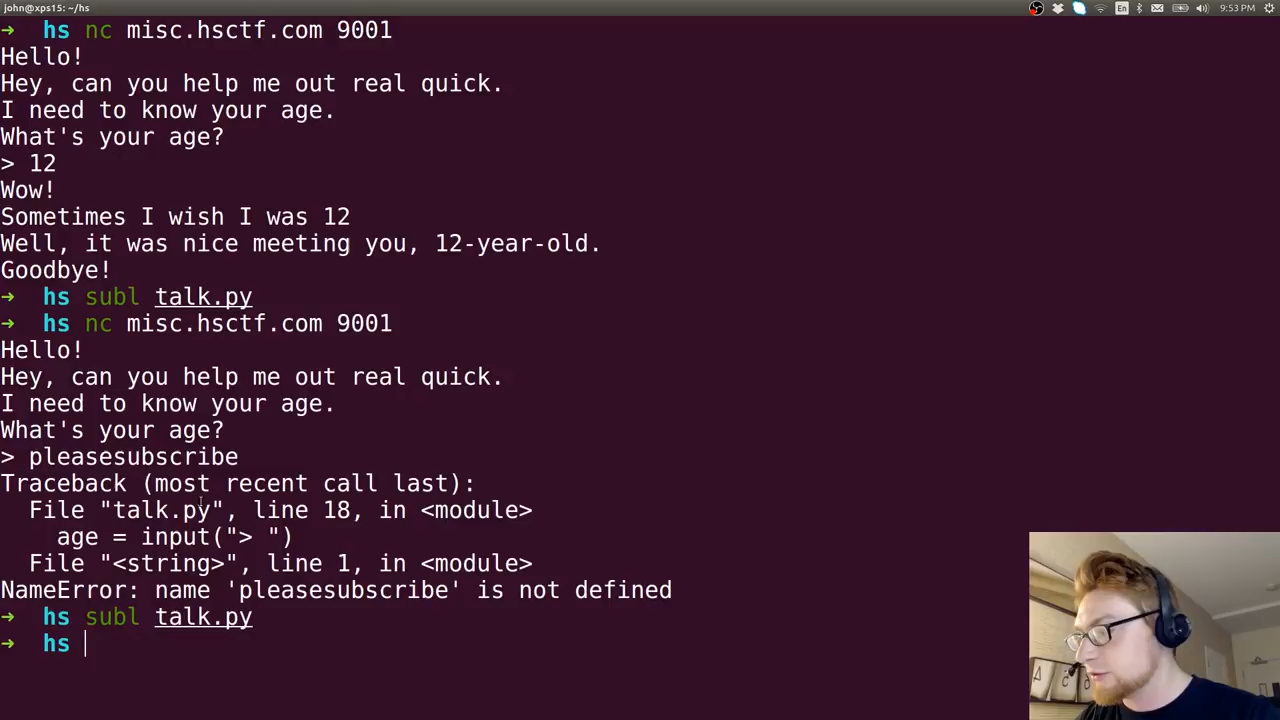 john@xps15: ~/hs
En
9:53 PM
➜ hs nc misc.hsctf.com 9001
Hello!
Hey, can you help me out real quick.
I need to know your age.
What's your age?
> 12
Wow!
Sometimes I wish I was 12
Well, it was nice meeting you, 12-year-old.
Goodbye!
➜ hs subl talk.py
➜ hs nc misc.hsctf.com 9001
Hello!
Hey, can you help me out real quick.
I need to know your age.
What's your age?
> pleasesubscribe
Traceback (most recent call last):
  File "talk.py", line 18, in <module>
    age = input("> ")
  File "<string>", line 1, in <module>
NameError: name 'pleasesubscribe' is not defined
➜ hs subl talk.py
➜ hs